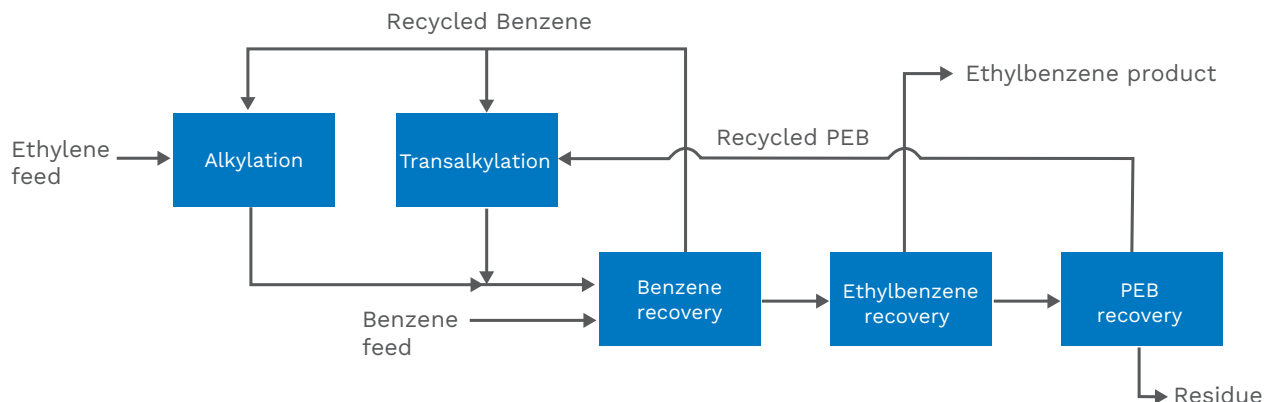 Recycled Benzene
Ethylbenzene product
Ethylene
feed
Alkylation
Transalkylation
Recycled PEB
Benzene
feed
Benzene
recovery
Ethylbenzene
recovery
PEB
recovery
Residue